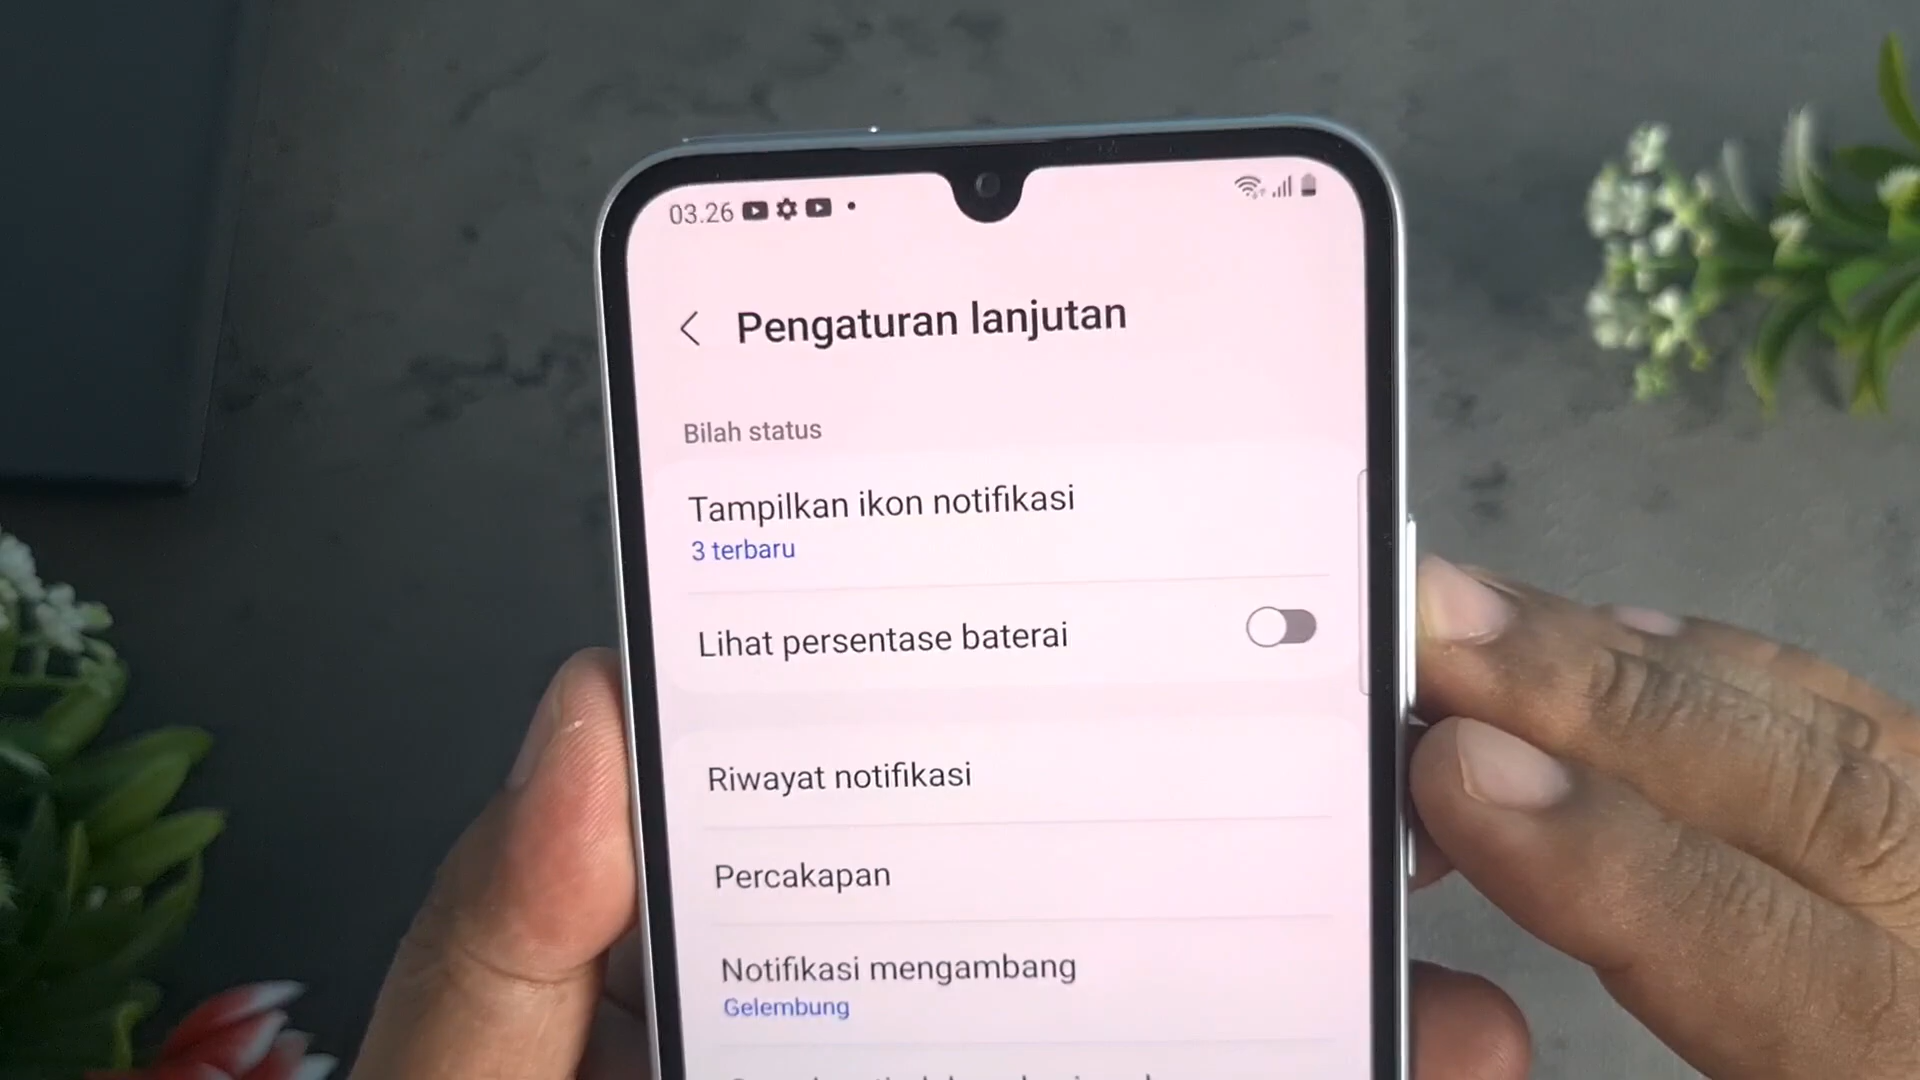 03.26
Pengaturan lanjutan
Bilah status
Tampilkan ikon notifikasi
3 terbaru
Lihat persentase baterai
Riwayat notifikasi
Percakapan
Notifikasi mengambang
Gelembung